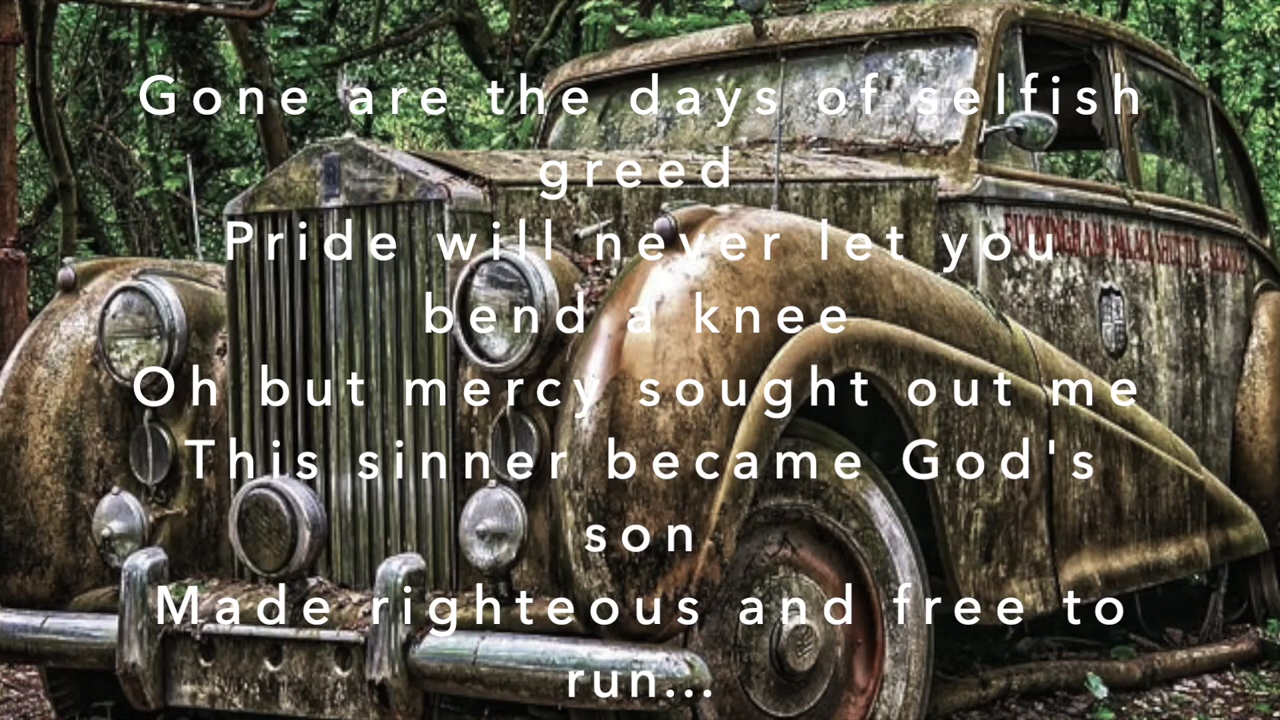 Gone are the days of selfish
greed
Pride will never let you
bend a knee
Oh but mercy sought out me
This sinner became God's
son
Made righteous and free to
run...